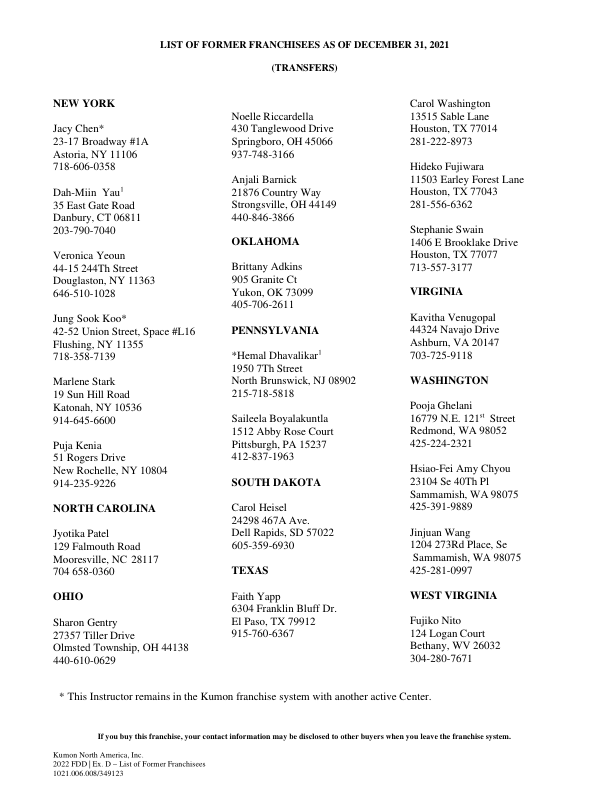 LIST OF FORMER FRANCHISEES AS OF DECEMBER 31, 2021
(TRANSFERS)
NEW YORK
Jacy Chen*
23-17 Broadway #1A
Astoria, NY 11106
718-606-0358
Dah-Miin Yau1
35 East Gate Road
Danbury, CT 06811
203-790-7040
Veronica Yeoun
44-15 244Th Street
Douglaston, NY 11363
646-510-1028
Jung Sook Koo*
42-52 Union Street, Space #L16
Flushing, NY 11355
718-358-7139
Marlene Stark
19 Sun Hill Road
Katonah, NY 10536
914-645-6600
Puja Kenia
51 Rogers Drive
New Rochelle, NY 10804
914-235-9226
NORTH CAROLINA
Jyotika Patel
129 Falmouth Road
Mooresville, NC 28117
704 658-0360
OHIO
Sharon Gentry
27357 Tiller Drive
Olmsted Township, OH 44138
440-610-0629
Noelle Riccardella
430 Tanglewood Drive
Springboro, OH 45066
937-748-3166
Anjali Barnick
21876 Country Way
Strongsville, OH 44149
440-846-3866
OKLAHOMA
Brittany Adkins
905 Granite Ct
Yukon, OK 73099
405-706-2611
PENNSYLVANIA
*Hemal Dhavalikar1
1950 7Th Street
North Brunswick, NJ 08902
215-718-5818
Saileela Boyalakuntla
1512 Abby Rose Court
Pittsburgh, PA 15237
412-837-1963
SOUTH DAKOTA
Carol Heisel
24298 467A Ave.
Dell Rapids, SD 57022
605-359-6930
TEXAS
Faith Yapp
6304 Franklin Bluff Dr.
El Paso, TX 79912
915-760-6367
Carol Washington
13515 Sable Lane
Houston, TX 77014
281-222-8973
Hideko Fujiwara
11503 Earley Forest Lane
Houston, TX 77043
281-556-6362
Stephanie Swain
1406 E Brooklake Drive
Houston, TX 77077
713-557-3177
VIRGINIA
Kavitha Venugopal
44324 Navajo Drive
Ashburn, VA 20147
703-725-9118
WASHINGTON
Pooja Ghelani
16779 N.E. 121st Street
Redmond, WA 98052
425-224-2321
Hsiao-Fei Amy Chyou
23104 Se 40Th Pl
Sammamish, WA 98075
425-391-9889
Jinjuan Wang
1204 273Rd Place, Se
Sammamish, WA 98075
425-281-0997
WEST VIRGINIA
Fujiko Nito
124 Logan Court
Bethany, WV 26032
304-280-7671
* This Instructor remains in the Kumon franchise system with another active Center.
If you buy this franchise, your contact information may be disclosed to other buyers when you leave the franchise system.
Kumon North America, Inc.
2022 FDD | Ex. D – List of Former Franchisees
1021.006.008/349123